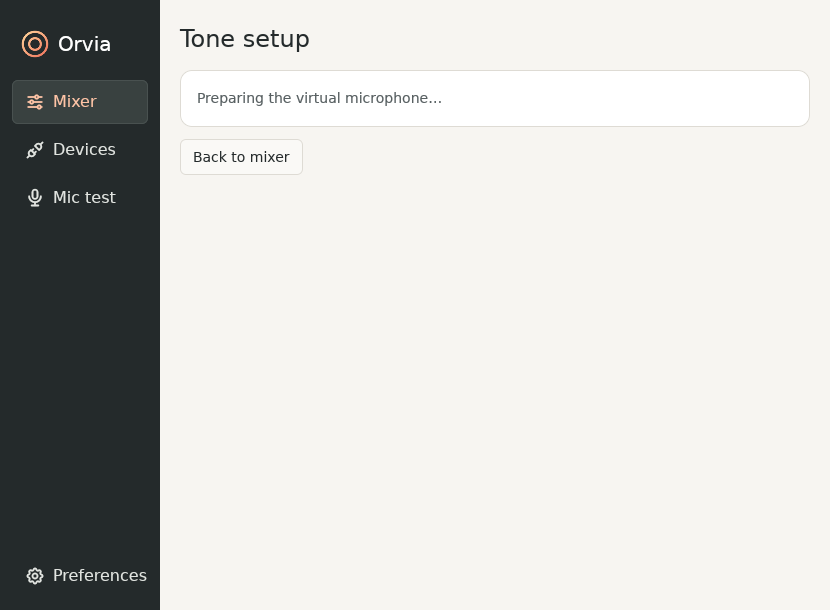 Orvia
Mixer
Devices
Mic test
Preferences
Tone setup
Preparing the virtual microphone…
Back to mixer